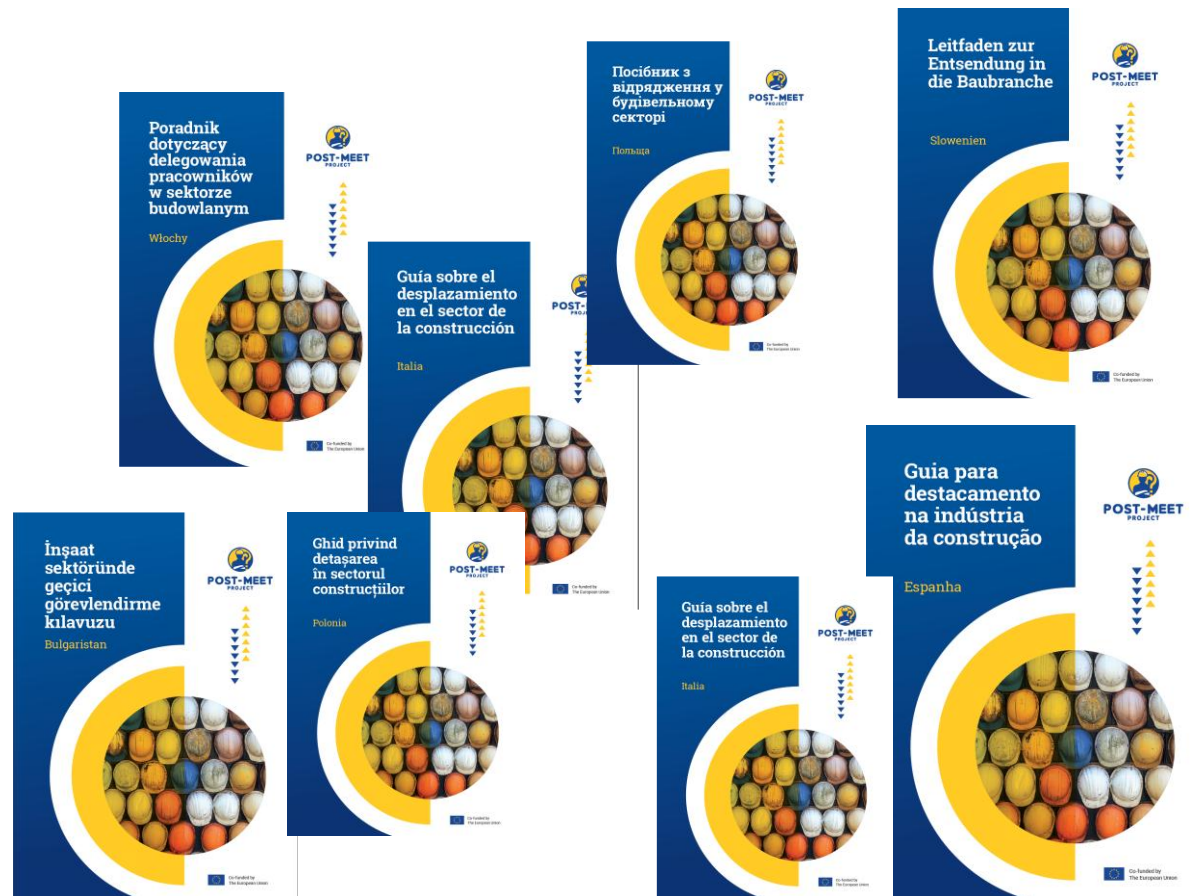 Poradnik
dotyczący
delegowania
pracowników
w sektorze
budowlanym
Włochy
POST-MEET
PROJECT
Co-funded by
The European Union
Guía sobre el
desplazamiento
en el sector de
la construcción
Italia
Co-funded by
The European Union
Посібник з
відрядження у
будівельному
секторі
Польща
POST-MEET
PROJECT
Co-funded by
The European Union
Leitfaden zur
Entsendung in
die Baubranche
Slowenien
POST-MEET
PROJECT
Co-funded by
The European Union
İnşaat
sektöründe
geçici
görevlendirme
kılavuzu
Bulgaristan
POST-MEET
PROJECT
Co-funded by
The European Union
Ghid privind
detașarea
în sectorul
construcțiilor
Polonia
POST-MEET
PROJECT
Co-funded by
The European Union
Guía sobre el
desplazamiento
en el sector de
la construcción
Italia
POST-MEET
PROJECT
Co-funded by
The European Union
Guia para
destacamento
na indústria
da construção
Espanha
POST-MEET
PROJECT
Co-funded by
The European Union